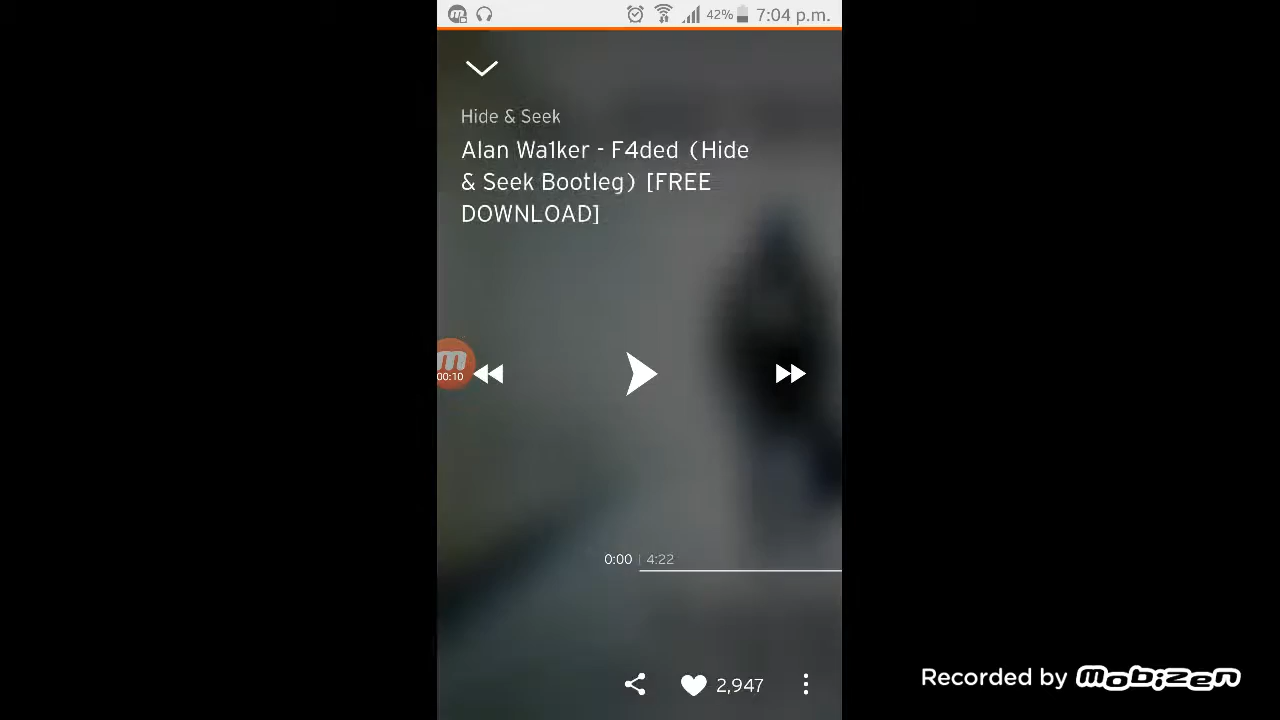 42% 7:04 p.m.
Hide & Seek
Alan Wa1ker - F4ded (Hide
& Seek Bootleg) [FREE
DOWNLOAD]
m
00:10
0:00 | 4:22
2,947
Recorded by mobizen